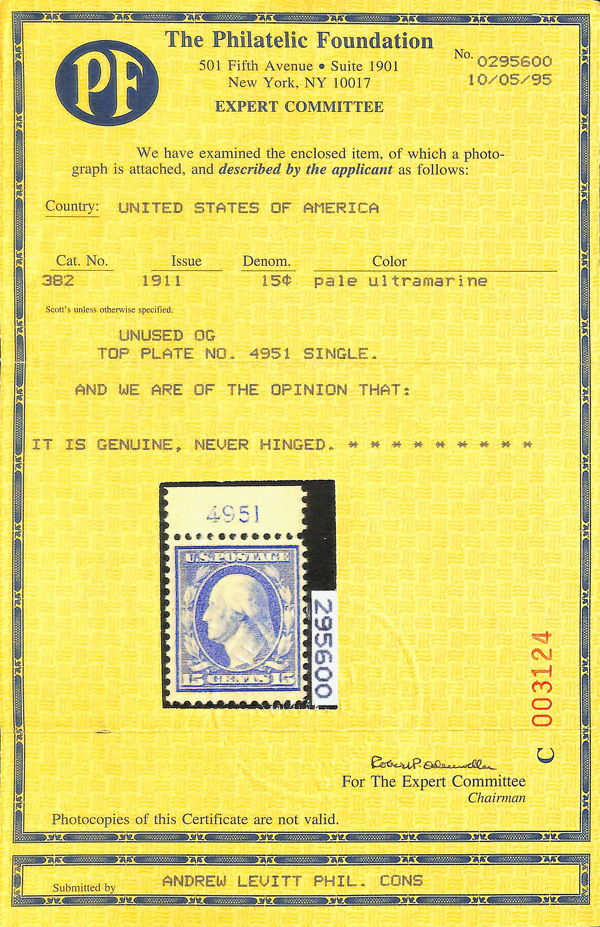 PF
The Philatelic Foundation
501 Fifth Avenue • Suite 1901
New York, NY 10017
EXPERT COMMITTEE
No. 0295600
10/05/95
We have examined the enclosed item, of which a photo-
graph is attached, and described by the applicant as follows:
Country: UNITED STATES OF AMERICA
Cat. No. Issue Denom. Color
382 1911 15¢ pale ultramarine
Scott's unless otherwise specified.
UNUSED OG
TOP PLATE NO. 4951 SINGLE.
AND WE ARE OF THE OPINION THAT:
IT IS GENUINE, NEVER HINGED. * * * * * * * * *
4951
U.S. POSTAGE
15 CENTS 15
295600
C 003124
For The Expert Committee
Chairman
Photocopies of this Certificate are not valid.
Submitted by ANDREW LEVITT PHIL. CONS